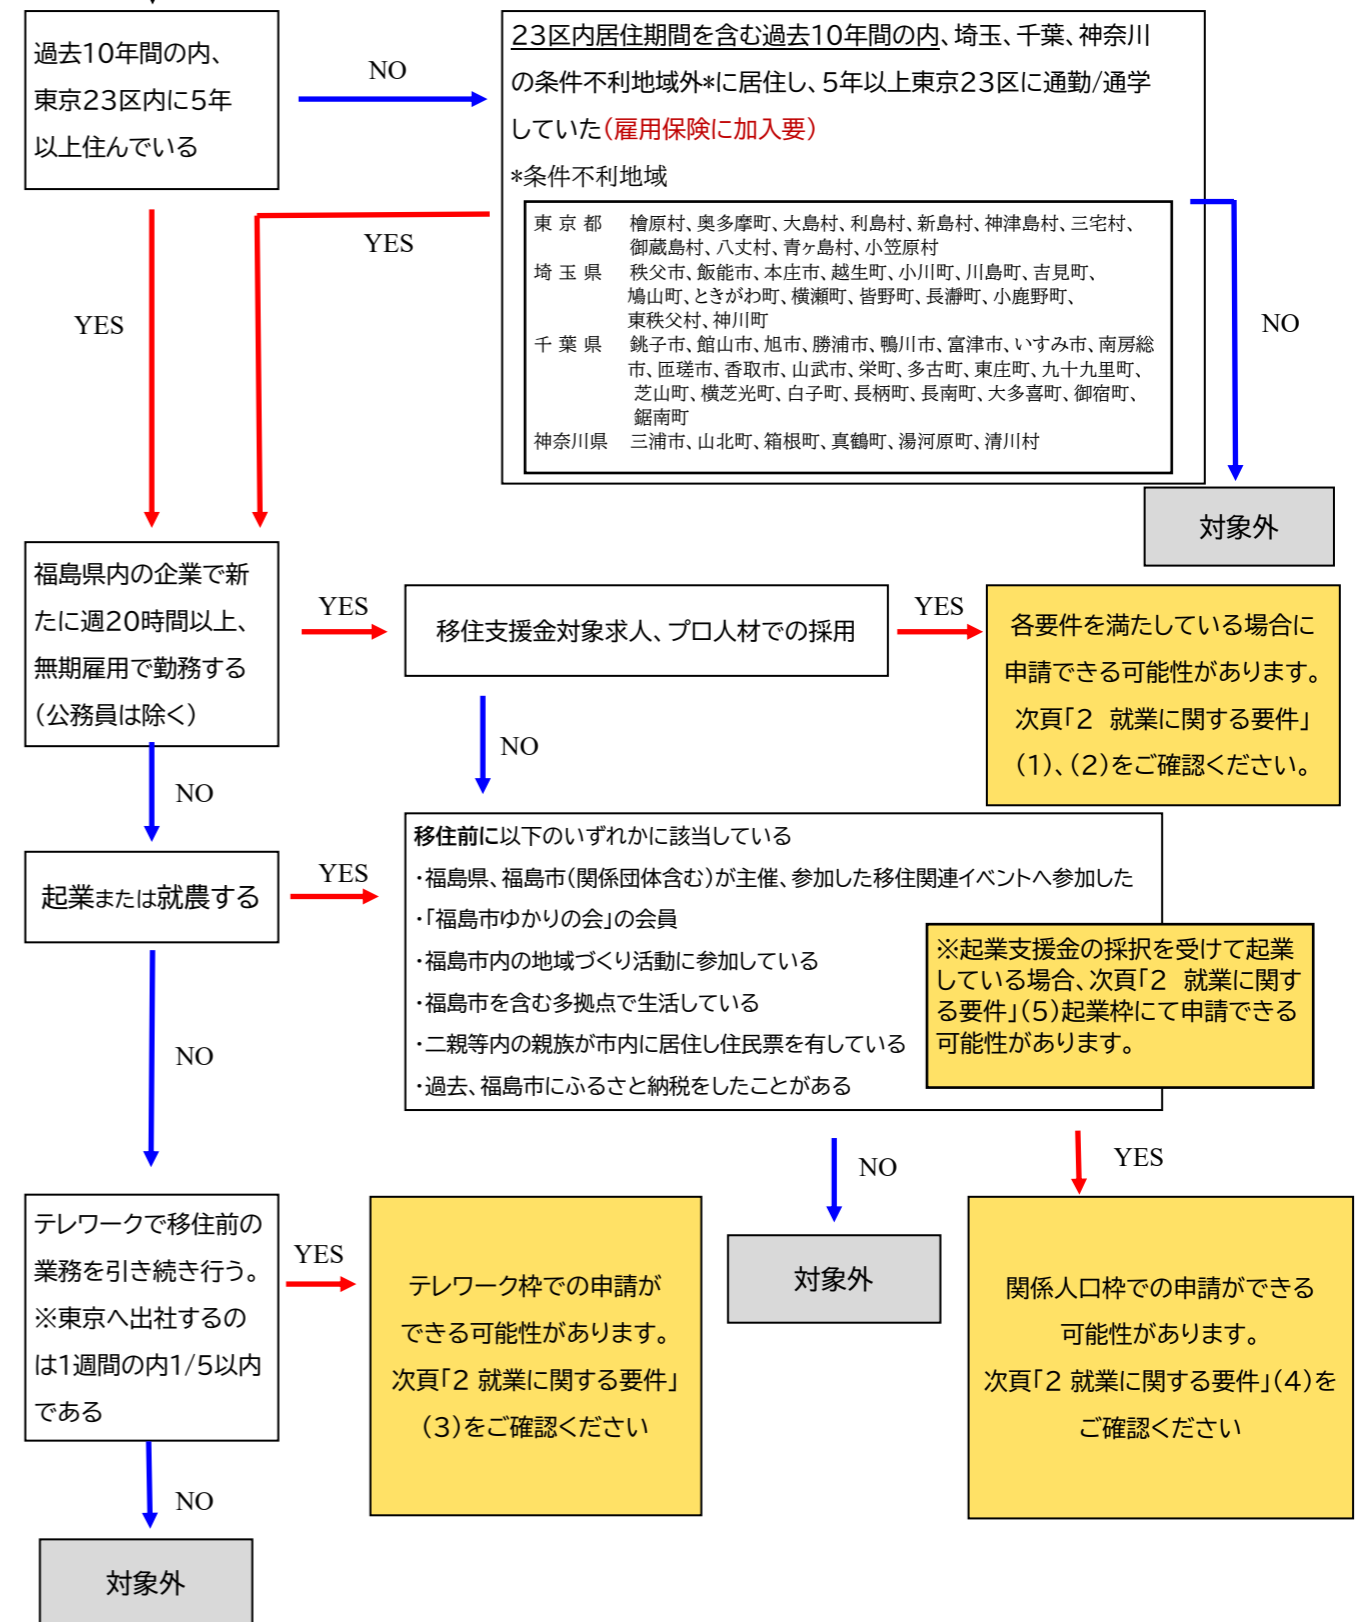 過去10年間の内、
東京23区内に5年
以上住んでいる
NO
23区内居住期間を含む過去10年間の内、埼玉、千葉、神奈川
の条件不利地域外*に居住し、5年以上東京23区に通勤/通学
していた(雇用保険に加入要)
*条件不利地域
東京都 檜原村、奥多摩町、大島村、利島村、新島村、神津島村、三宅村、
御蔵島村、八丈村、青ヶ島村、小笠原村
埼玉県 秩父市、飯能市、本庄市、越生町、小川町、川島町、吉見町、
鳩山町、ときがわ町、横瀬町、皆野町、長瀞町、小鹿野町、
東秩父村、神川町
千葉県 銚子市、館山市、旭市、勝浦市、鴨川市、富津市、いすみ市、南房総
市、匝瑳市、香取市、山武市、栄町、多古町、東庄町、九十九里町、
芝山町、横芝光町、白子町、長柄町、長南町、大多喜町、御宿町、
鋸南町
神奈川県 三浦市、山北町、箱根町、真鶴町、湯河原町、清川村
YES
YES
NO
対象外
福島県内の企業で新
たに週20時間以上、
無期雇用で勤務する
(公務員は除く)
YES
移住支援金対象求人、プロ人材での採用
YES
各要件を満たしている場合に
申請できる可能性があります。
次頁「2 就業に関する要件」
(1)、(2)をご確認ください。
NO
NO
起業または就農する
YES
移住前に以下のいずれかに該当している
・福島県、福島市(関係団体含む)が主催、参加した移住関連イベントへ参加した
・「福島市ゆかりの会」の会員
・福島市内の地域づくり活動に参加している
・福島市を含む多拠点で生活している
・二親等内の親族が市内に居住し住民票を有している
・過去、福島市にふるさと納税をしたことがある
※起業支援金の採択を受けて起業
している場合、次頁「2 就業に関す
る要件」(5)起業枠にて申請できる
可能性があります。
NO
NO
YES
テレワークで移住前の
業務を引き続き行う。
※東京へ出社するの
は1週間の内1/5以内
である
YES
テレワーク枠での申請が
できる可能性があります。
次頁「2 就業に関する要件」
(3)をご確認ください
対象外
関係人口枠での申請ができる
可能性があります。
次頁「2 就業に関する要件」(4)を
ご確認ください
NO
対象外